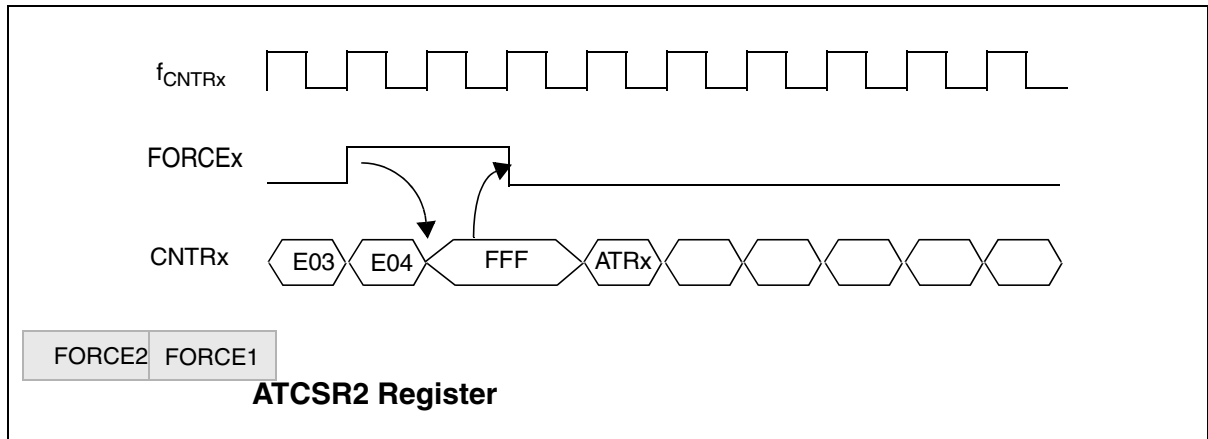 fCNTRx
FORCEx
CNTRx E03 E04 FFF ATRx
FORCE2 FORCE1
ATCSR2 Register